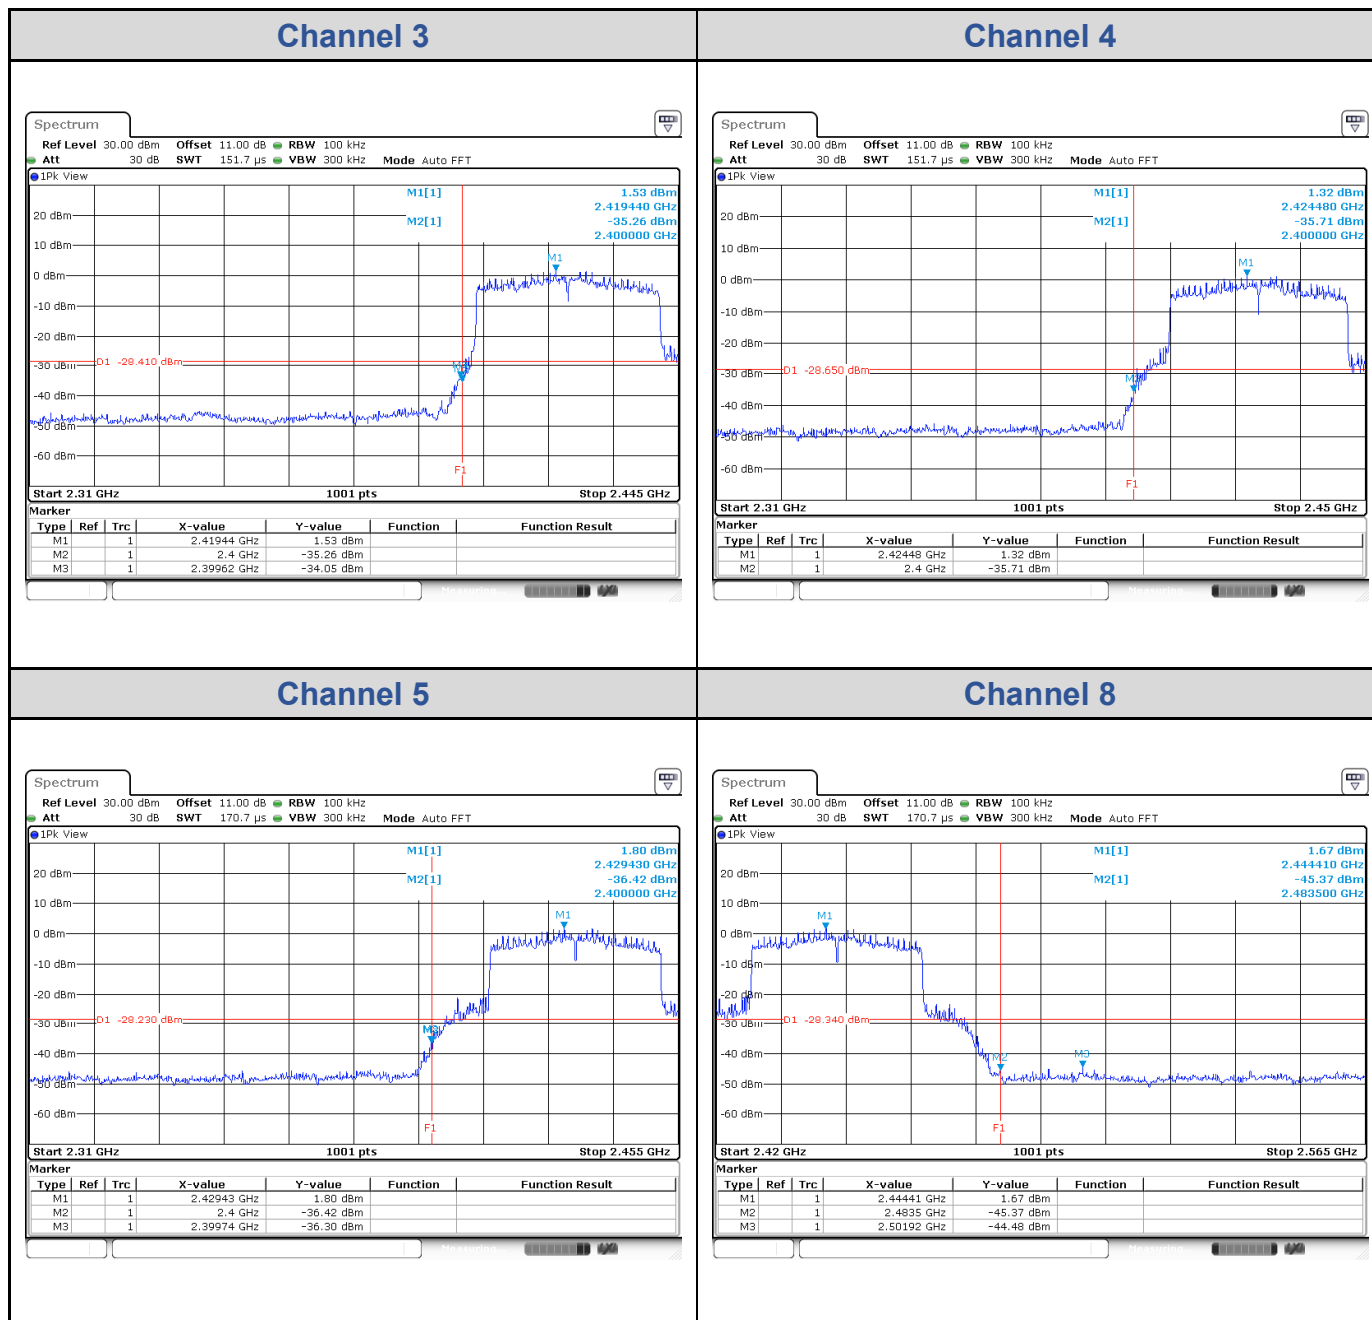 Channel 3
Spectrum
Ref Level 30.00 dBm Offset 11.00 dB RBW 100 kHz
Att 30 dB SWT 151.7 µs VBW 300 kHz Mode Auto FFT
1Pk View
M1[1] 1.53 dBm
2.419440 GHz
M2[1] -35.26 dBm
2.400000 GHz
20 dBm
10 dBm
M1
0 dBm
-10 dBm
-20 dBm
D1 -28.410 dBm
-30 dBm
-40 dBm
-50 dBm
-60 dBm
F1
Start 2.31 GHz 1001 pts Stop 2.445 GHz
Marker
Type Ref Trc X-value Y-value Function Function Result
M1 1 2.41944 GHz 1.53 dBm
M2 1 2.4 GHz -35.26 dBm
M3 1 2.39962 GHz -34.05 dBm
Measuring...
Channel 4
Spectrum
Ref Level 30.00 dBm Offset 11.00 dB RBW 100 kHz
Att 30 dB SWT 151.7 µs VBW 300 kHz Mode Auto FFT
1Pk View
M1[1] 1.32 dBm
2.424480 GHz
M2[1] -35.71 dBm
2.400000 GHz
20 dBm
10 dBm
M1
0 dBm
-10 dBm
-20 dBm
D1 -28.650 dBm
-30 dBm
-40 dBm
-50 dBm
-60 dBm
F1
Start 2.31 GHz 1001 pts Stop 2.45 GHz
Marker
Type Ref Trc X-value Y-value Function Function Result
M1 1 2.42448 GHz 1.32 dBm
M2 1 2.4 GHz -35.71 dBm
Measuring...
Channel 5
Spectrum
Ref Level 30.00 dBm Offset 11.00 dB RBW 100 kHz
Att 30 dB SWT 170.7 µs VBW 300 kHz Mode Auto FFT
1Pk View
M1[1] 1.80 dBm
2.429430 GHz
M2[1] -36.42 dBm
2.400000 GHz
20 dBm
10 dBm
M1
0 dBm
-10 dBm
-20 dBm
D1 -28.230 dBm
-30 dBm
-40 dBm
-50 dBm
-60 dBm
F1
Start 2.31 GHz 1001 pts Stop 2.455 GHz
Marker
Type Ref Trc X-value Y-value Function Function Result
M1 1 2.42943 GHz 1.80 dBm
M2 1 2.4 GHz -36.42 dBm
M3 1 2.39974 GHz -36.30 dBm
Channel 8
Spectrum
Ref Level 30.00 dBm Offset 11.00 dB RBW 100 kHz
Att 30 dB SWT 170.7 µs VBW 300 kHz Mode Auto FFT
1Pk View
M1[1] 1.67 dBm
2.444410 GHz
M2[1] -45.37 dBm
2.483500 GHz
20 dBm
10 dBm
M1
0 dBm
-10 dBm
-20 dBm
D1 -28.340 dBm
-30 dBm
-40 dBm
M2 M3
-50 dBm
-60 dBm
F1
Start 2.42 GHz 1001 pts Stop 2.565 GHz
Marker
Type Ref Trc X-value Y-value Function Function Result
M1 1 2.44441 GHz 1.67 dBm
M2 1 2.4835 GHz -45.37 dBm
M3 1 2.50192 GHz -44.48 dBm
Measuring...